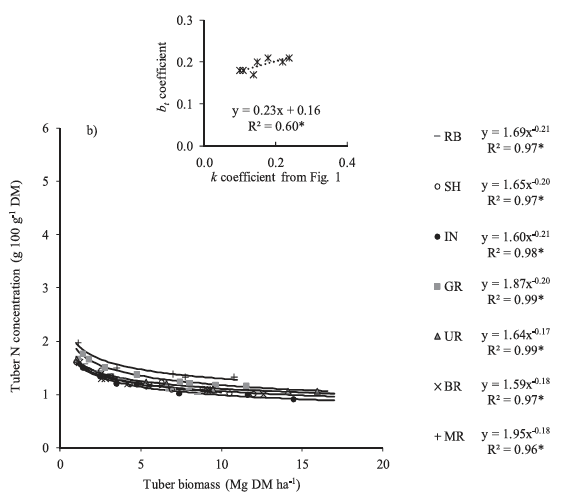 0.3
0.2
0.1
0.0
b_t coefficient
y = 0.23x + 0.16
R² = 0.60*
0.0 0.2 0.4
k coefficient from Fig. 1
b)
6
5
4
3
2
1
0
Tuber N concentration (g 100 g⁻¹ DM)
0 5 10 15 20
Tuber biomass (Mg DM ha⁻¹)
RB y = 1.69x⁻⁰·²¹
R² = 0.97*
SH y = 1.65x⁻⁰·²⁰
R² = 0.97*
IN y = 1.60x⁻⁰·²¹
R² = 0.98*
GR y = 1.87x⁻⁰·²⁰
R² = 0.99*
UR y = 1.64x⁻⁰·¹⁷
R² = 0.99*
BR y = 1.59x⁻⁰·¹⁸
R² = 0.97*
MR y = 1.95x⁻⁰·¹⁸
R² = 0.96*